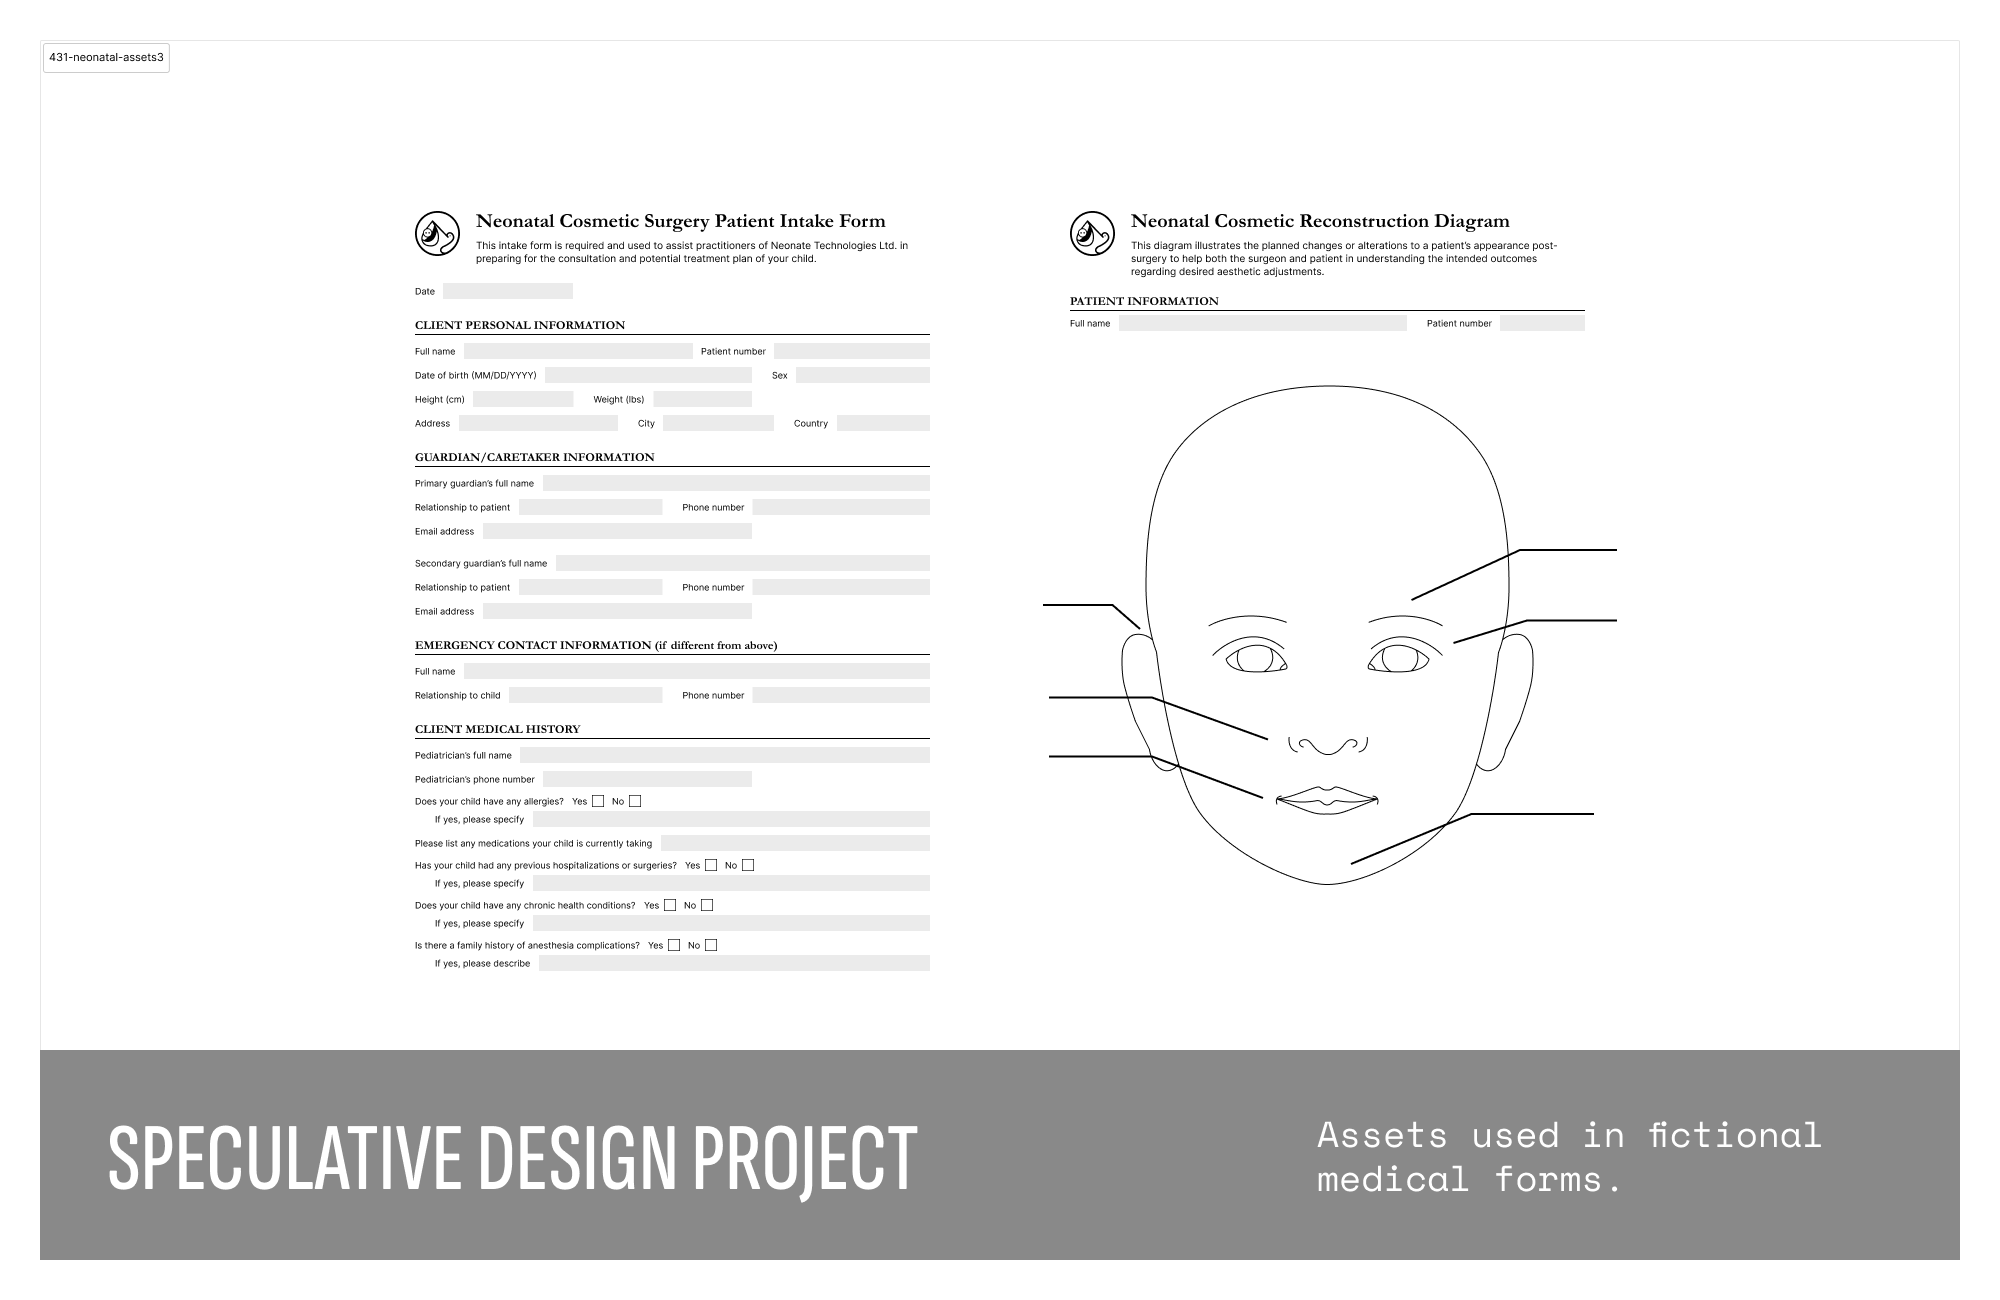 431-neonatal-assets3
Neonatal Cosmetic Surgery Patient Intake Form
This intake form is required and used to assist practitioners of Neonate Technologies Ltd. in
preparing for the consultation and potential treatment plan of your child.
Date
CLIENT PERSONAL INFORMATION
Full name Patient number
Date of birth (MM/DD/YYYY) Sex
Height (cm) Weight (lbs)
Address City Country
GUARDIAN/CARETAKER INFORMATION
Primary guardian's full name
Relationship to patient Phone number
Email address
Secondary guardian's full name
Relationship to patient Phone number
Email address
EMERGENCY CONTACT INFORMATION (if different from above)
Full name
Relationship to child Phone number
CLIENT MEDICAL HISTORY
Pediatrician's full name
Pediatrician's phone number
Does your child have any allergies? Yes No
If yes, please specify
Please list any medications your child is currently taking
Has your child had any previous hospitalizations or surgeries? Yes No
If yes, please specify
Does your child have any chronic health conditions? Yes No
If yes, please specify
Is there a family history of anesthesia complications? Yes No
If yes, please describe
Neonatal Cosmetic Reconstruction Diagram
This diagram illustrates the planned changes or alterations to a patient's appearance post-
surgery to help both the surgeon and patient in understanding the intended outcomes
regarding desired aesthetic adjustments.
PATIENT INFORMATION
Full name Patient number
SPECULATIVE DESIGN PROJECT
Assets used in fictional
medical forms.